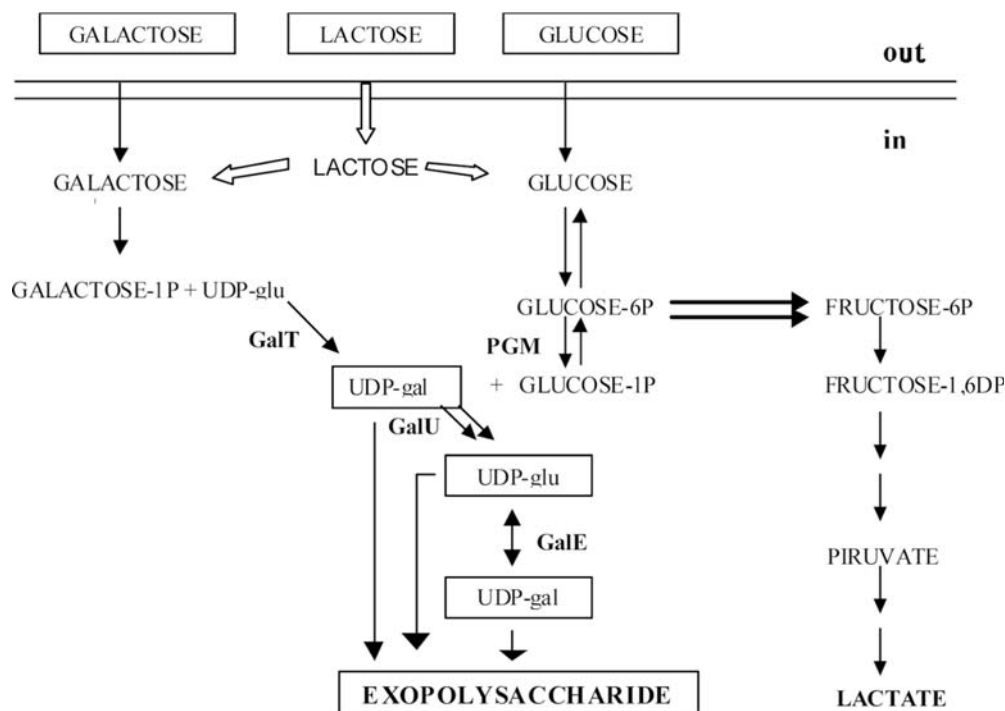 GALACTOSE LACTOSE GLUCOSE
out
in
LACTOSE
GALACTOSE GLUCOSE
GALACTOSE-1P + UDP-glu GLUCOSE-6P FRUCTOSE-6P
GalT PGM
UDP-gal + GLUCOSE-1P FRUCTOSE-1,6DP
GalU
UDP-glu
GalE
PIRUVATE
UDP-gal
EXOPOLYSACCHARIDE LACTATE